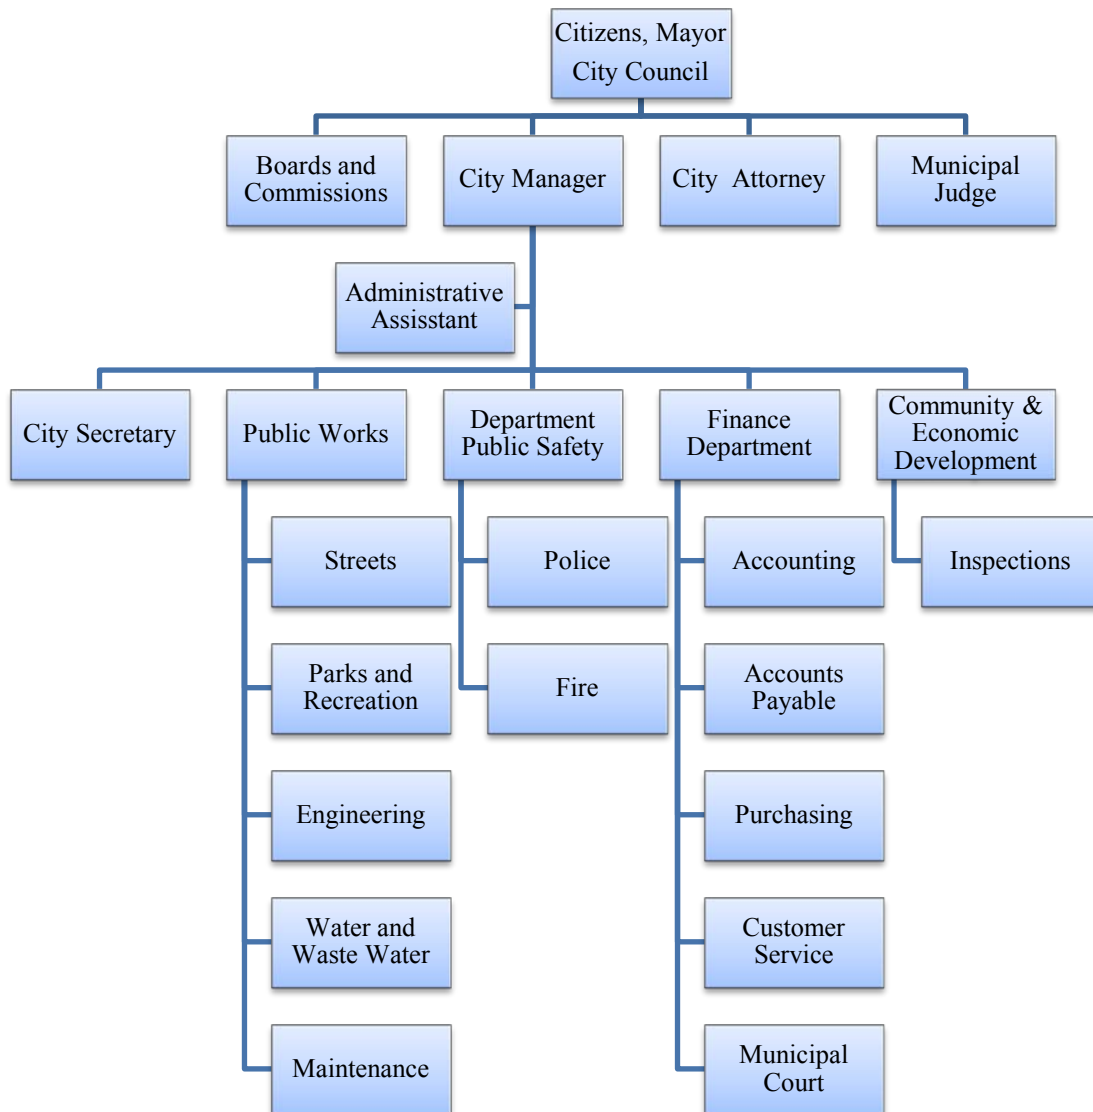 Citizens, Mayor
City Council
Boards and
Commissions
City Manager
City Attorney
Municipal
Judge
Administrative
Assisstant
City Secretary
Public Works
Department
Public Safety
Finance
Department
Community &
Economic
Development
Streets
Police
Accounting
Inspections
Parks and
Recreation
Fire
Accounts
Payable
Engineering
Purchasing
Water and
Waste Water
Customer
Service
Maintenance
Municipal
Court